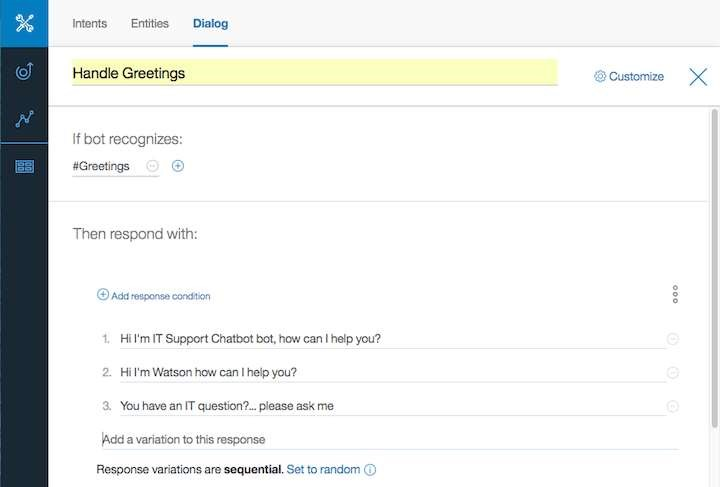 Intents Entities Dialog
Handle Greetings
Customize
If bot recognizes:
#Greetings
Then respond with:
Add response condition
1. Hi I'm IT Support Chatbot bot, how can I help you?
2. Hi I'm Watson how can I help you?
3. You have an IT question?... please ask me
Add a variation to this response
Response variations are sequential. Set to random